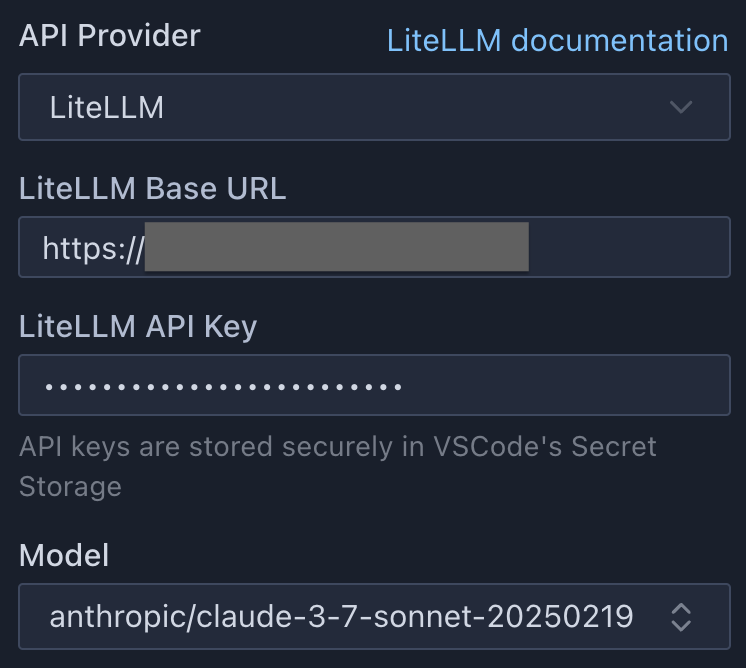 API Provider
LiteLLM documentation
LiteLLM
LiteLLM Base URL
https://
LiteLLM API Key
•••••••••••••••••••••••••
API keys are stored securely in VSCode's Secret
Storage
Model
anthropic/claude-3-7-sonnet-20250219